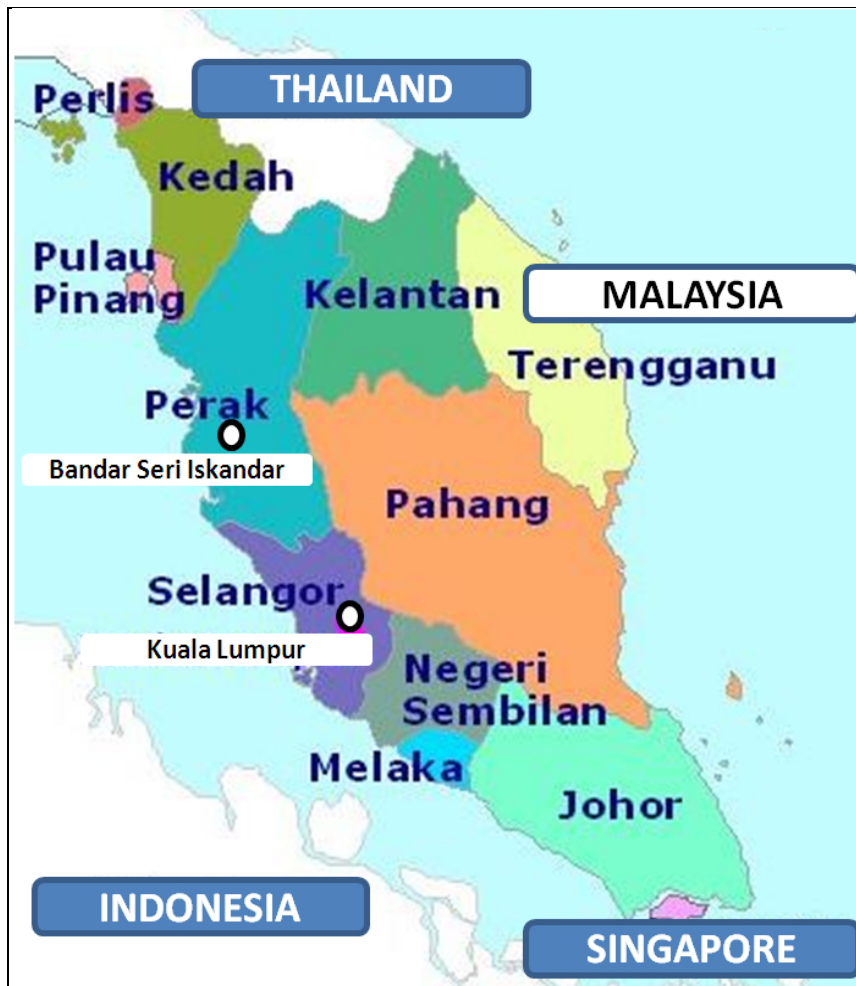 THAILAND
Perlis
Kedah
Pulau
Pinang
Kelantan
MALAYSIA
Terengganu
Perak
Bandar Seri Iskandar
Pahang
Selangor
Kuala Lumpur
Negeri
Sembilan
Melaka
Johor
INDONESIA
SINGAPORE